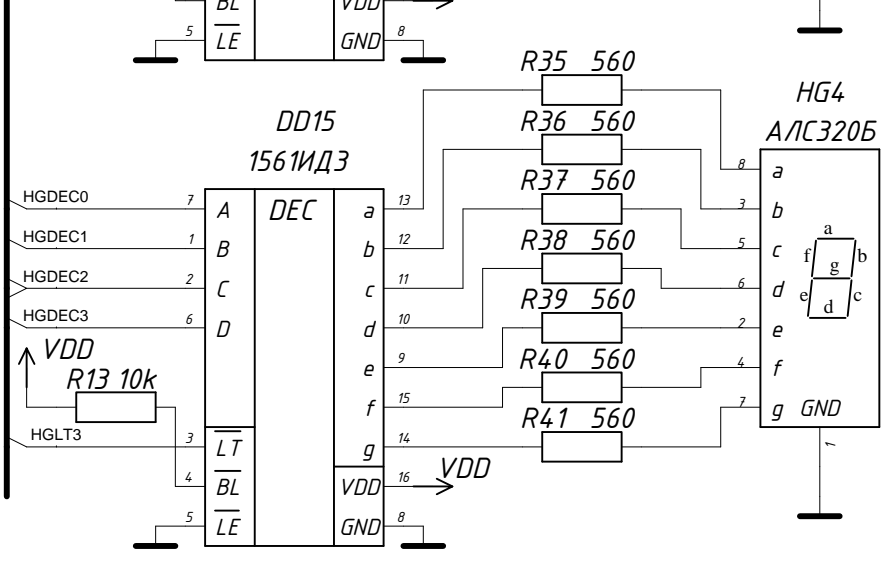 BL VDD
5 LE GND 8
R35 560
HG4
DD15 R36 560 АЛС320Б
1561ИД3
8 a
R37 560
HGDEC0 7 A DEC a 13 3 b
HGDEC1 1 B b 12 R38 560 5 c
HGDEC2 2 C c 11 6 d
HGDEC3 6 D d 10 R39 560 2 e
a
f b
g
e c
d
VDD e 9 R40 560 4 f
R13 10k f 15 7 g GND
R41 560
HGLT3 3 LT g 14 1
4 BL VDD 16 VDD
5 LE GND 8